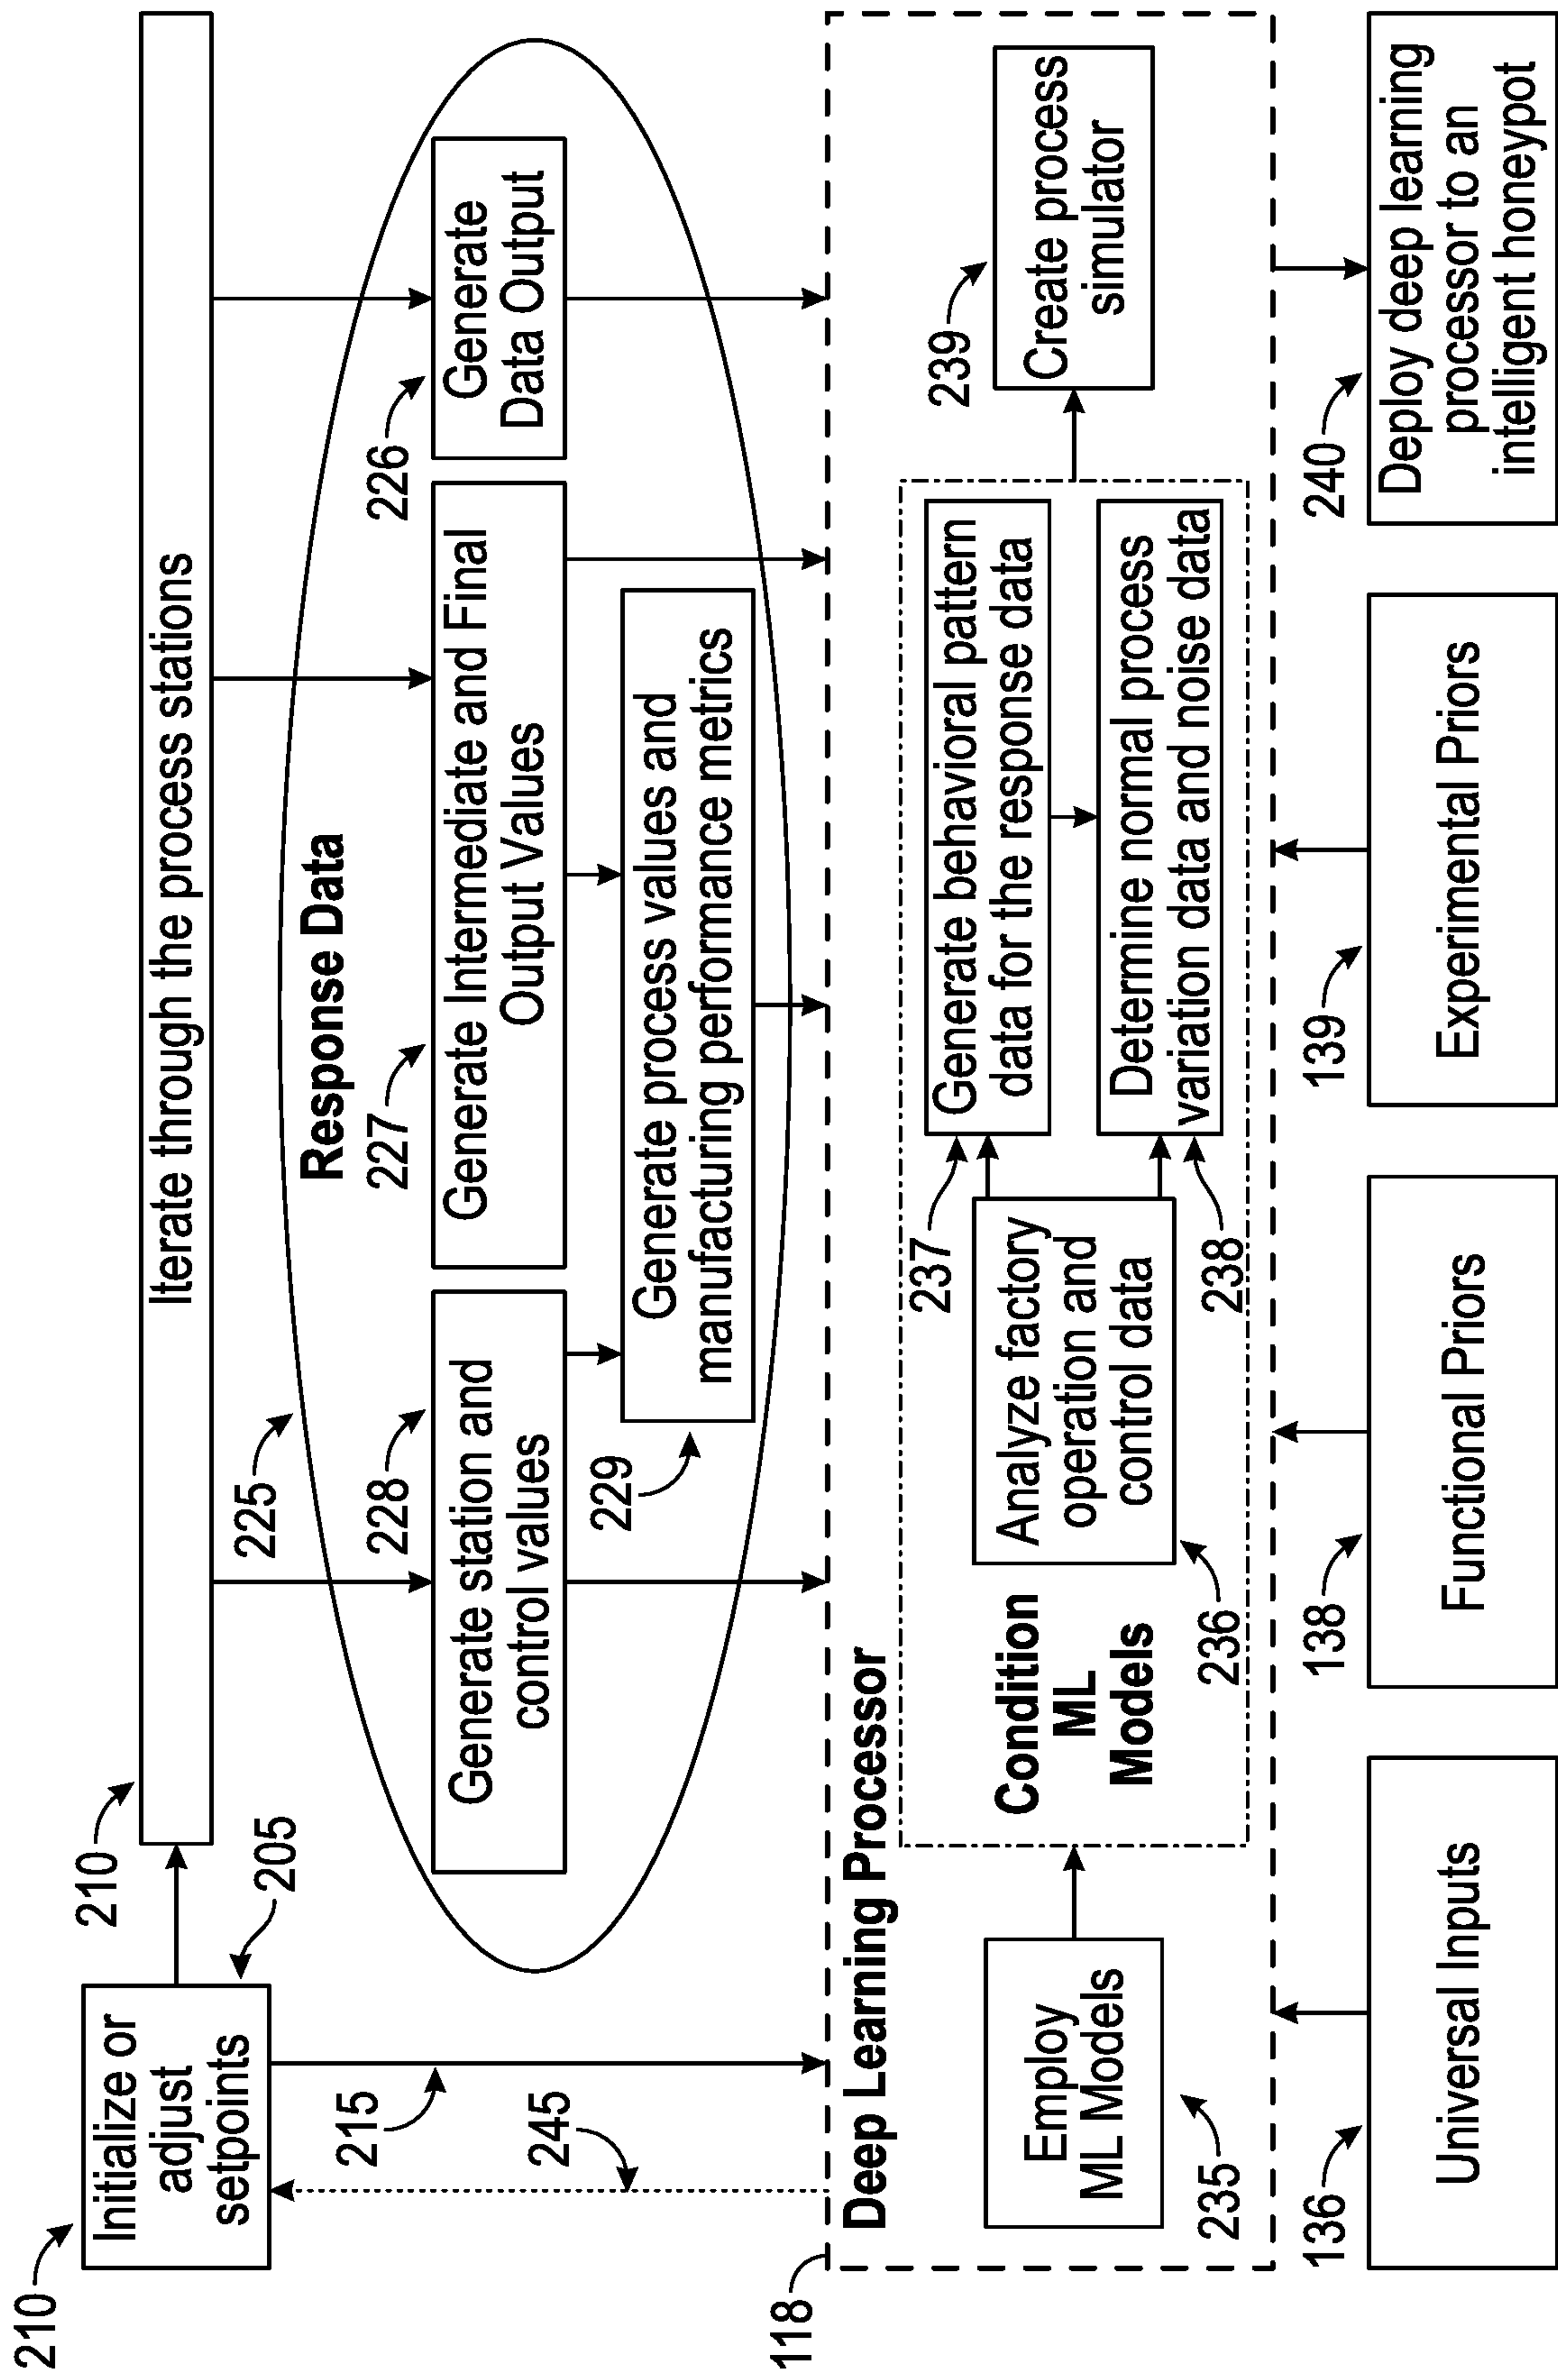 210
Initialize or
adjust
setpoints
205
210
Iterate through the process stations
215
245
225
Response Data
228
Generate station and
control values
227
Generate Intermediate and Final
Output Values
226
Generate
Data Output
229
Generate process values and
manufacturing performance metrics
118
Deep Learning Processor
Employ
ML Models
235
Condition
ML
Models
Analyze factory
operation and
control data
236
237
Generate behavioral pattern
data for the response data
238
Determine normal process
variation data and noise data
239
Create process
simulator
136
Universal Inputs
138
Functional Priors
139
Experimental Priors
240
Deploy deep learning
processor to an
intelligent honeypot